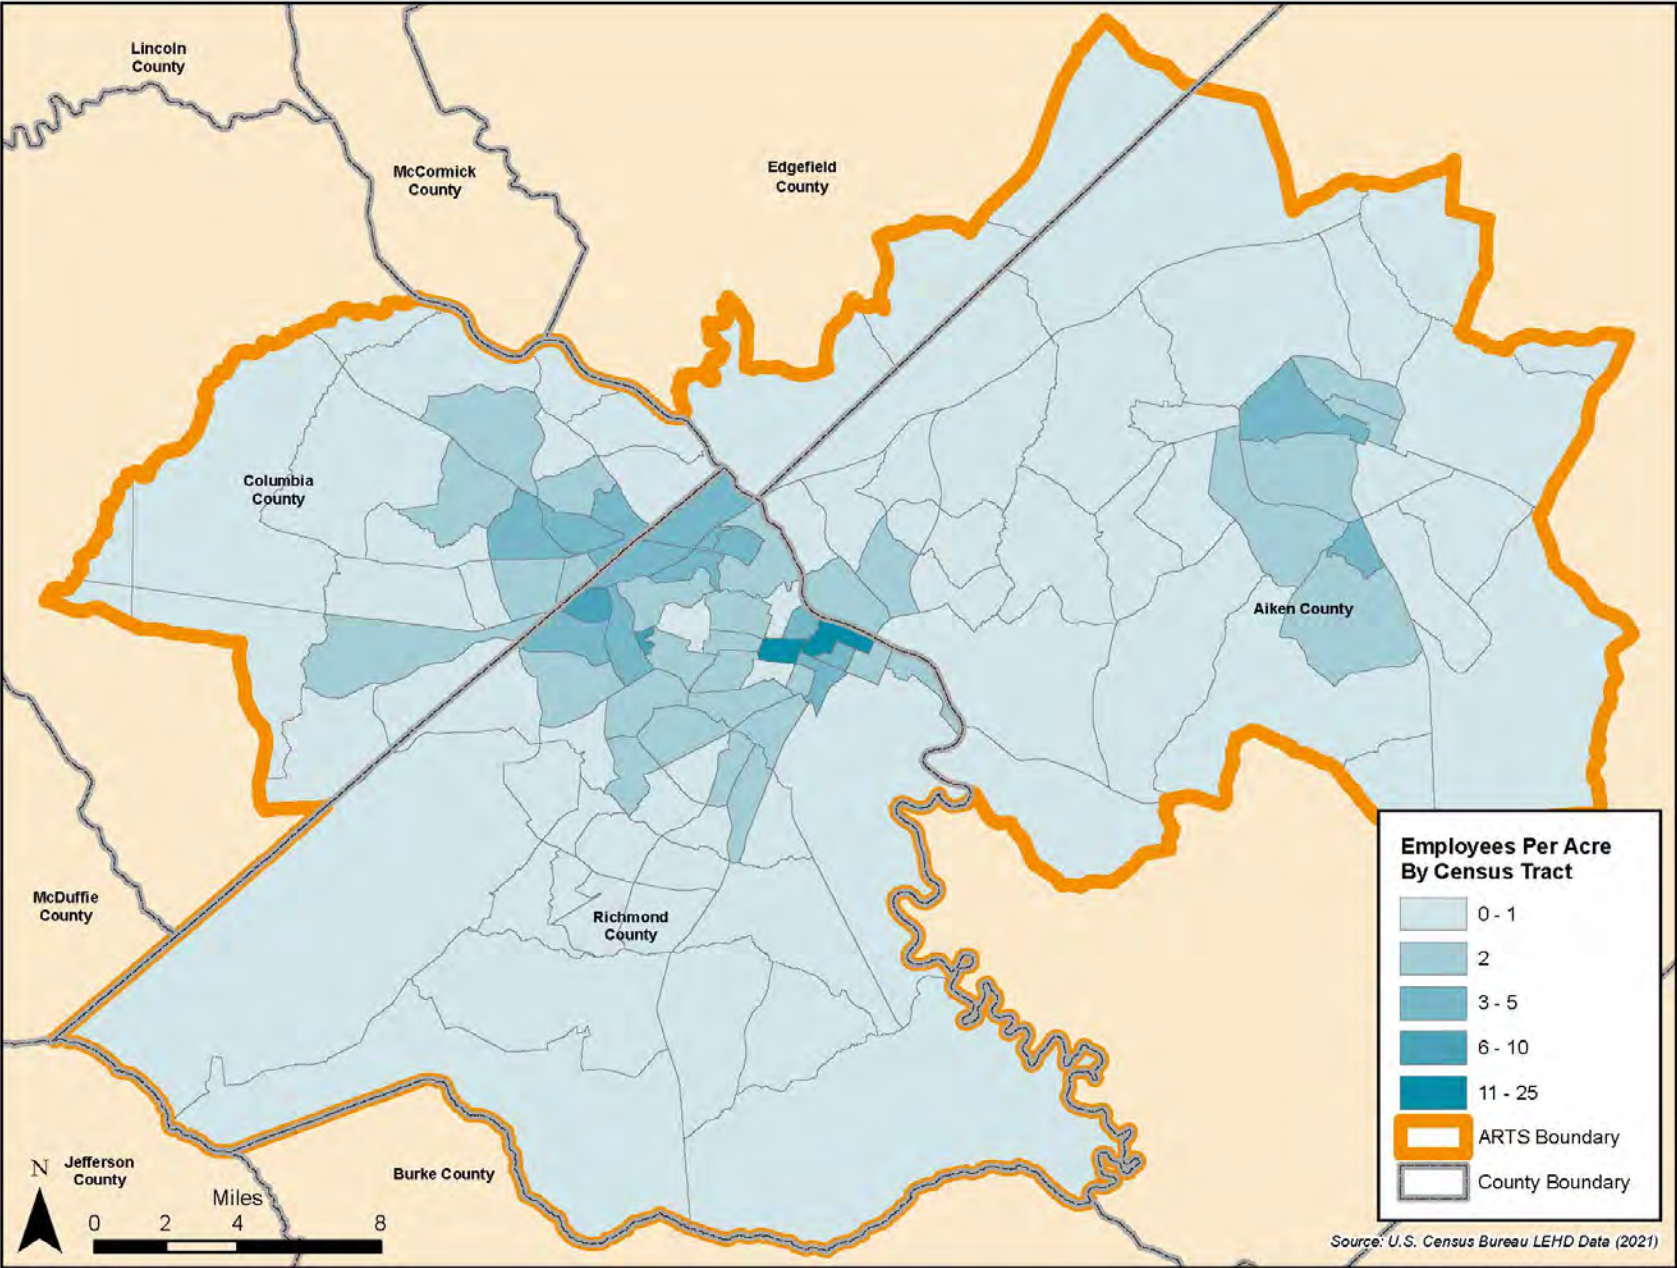 Lincoln
County
McCormick
County
Edgefield
County
Columbia
County
Aiken County
McDuffie
County
Richmond
County
Jefferson
County
Burke County
N
Miles
0 2 4 8
Employees Per Acre
By Census Tract
0 - 1
2
3 - 5
6 - 10
11 - 25
ARTS Boundary
County Boundary
Source: U.S. Census Bureau LEHD Data (2021)